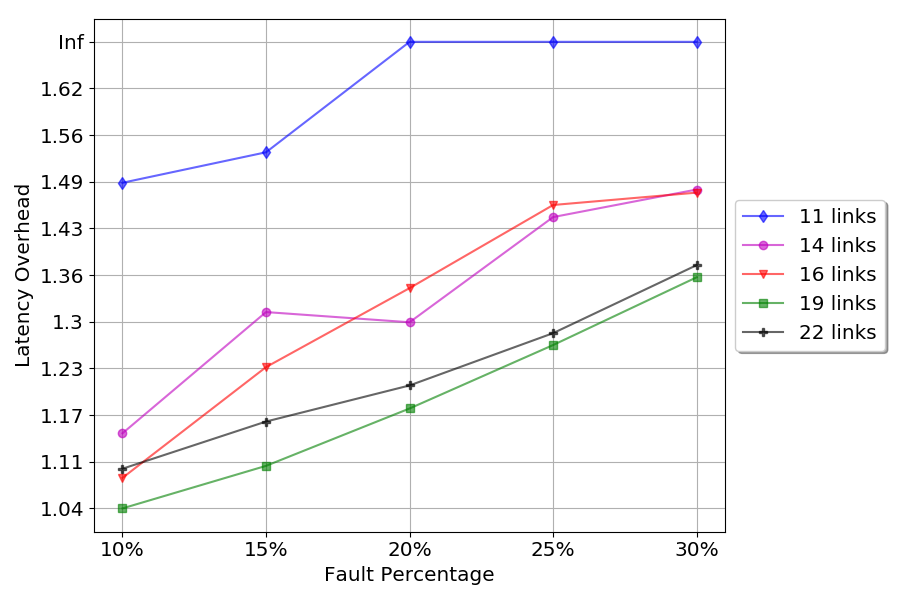 Latency Overhead
Inf
1.62
1.56
1.49
1.43
1.36
1.3
1.23
1.17
1.11
1.04
10%
15%
20%
25%
30%
Fault Percentage
11 links
14 links
16 links
19 links
22 links